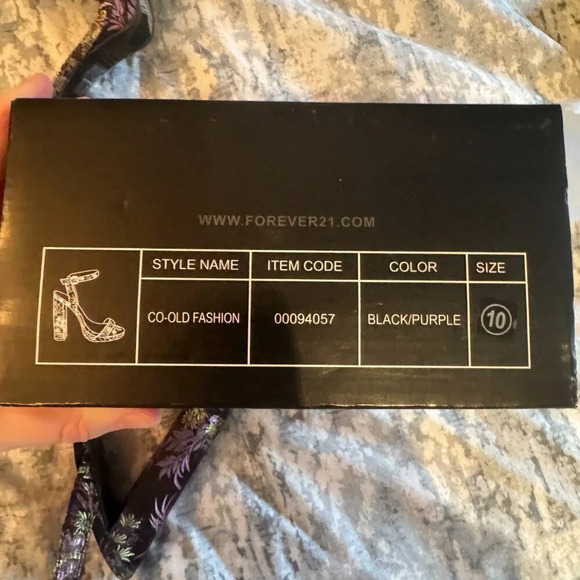 WWW.FOREVER21.COM
STYLE NAME ITEM CODE COLOR SIZE
CO-OLD FASHION 00094057 BLACK/PURPLE 10